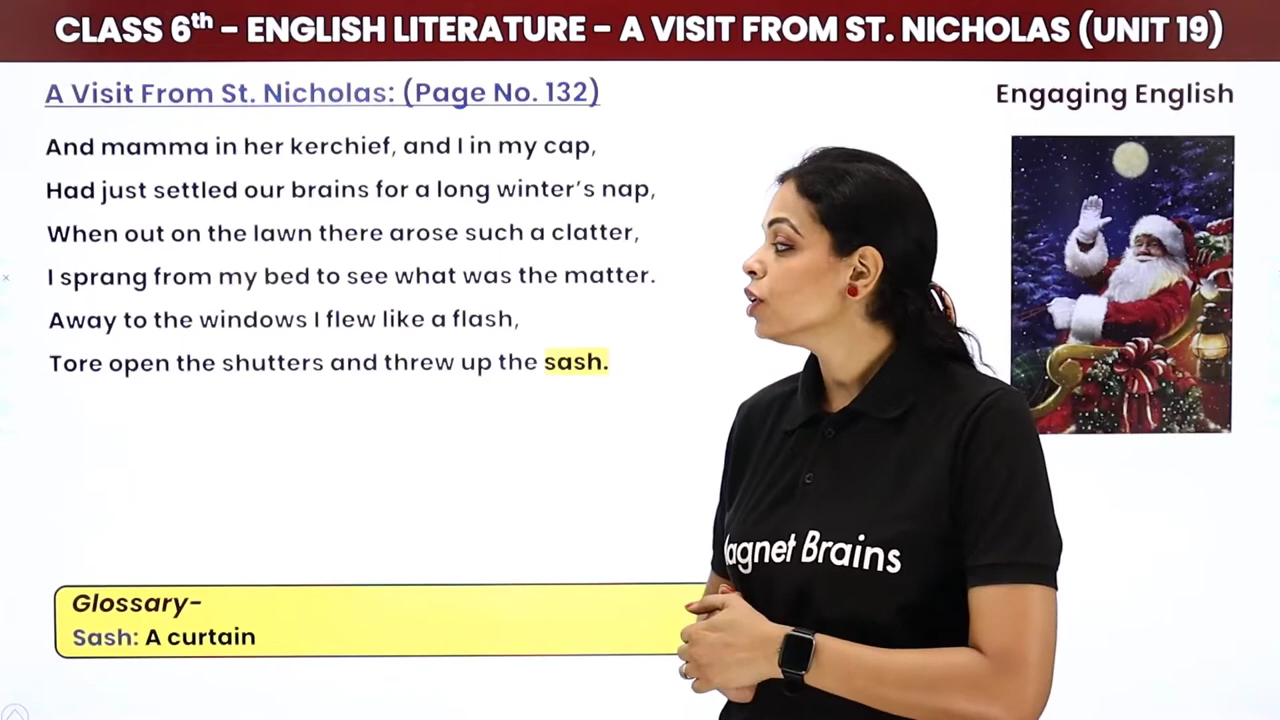 CLASS 6th – ENGLISH LITERATURE – A VISIT FROM ST. NICHOLAS (UNIT 19)
A Visit From St. Nicholas: (Page No. 132)
Engaging English
And mamma in her kerchief, and I in my cap,
Had just settled our brains for a long winter's nap,
When out on the lawn there arose such a clatter,
I sprang from my bed to see what was the matter.
Away to the windows I flew like a flash,
Tore open the shutters and threw up the sash.
agnet Brains
Glossary-
Sash: A curtain